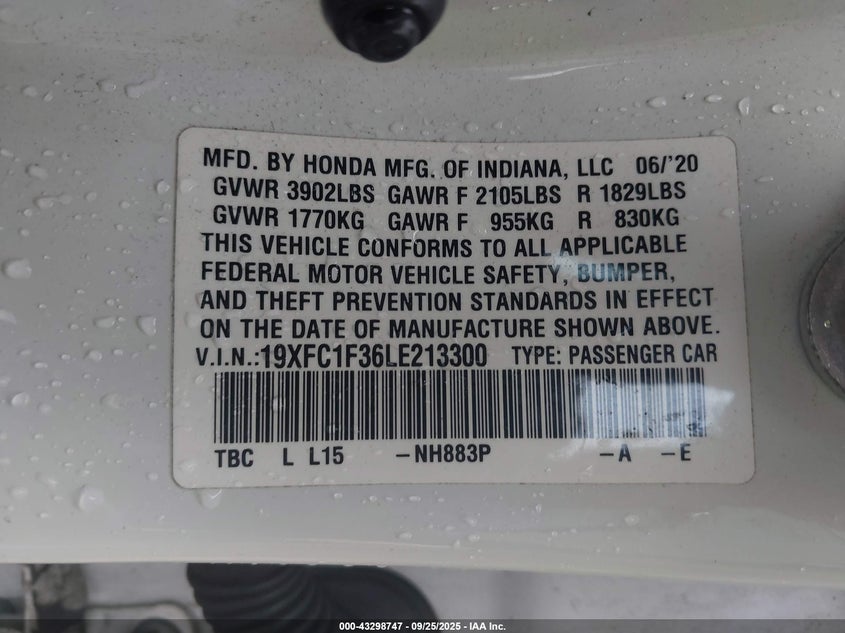 MFD. BY HONDA MFG. OF INDIANA, LLC 06/'20
GVWR 3902LBS GAWR F 2105LBS R 1829LBS
GVWR 1770KG GAWR F 955KG R 830KG
THIS VEHICLE CONFORMS TO ALL APPLICABLE
FEDERAL MOTOR VEHICLE SAFETY, BUMPER,
AND THEFT PREVENTION STANDARDS IN EFFECT
ON THE DATE OF MANUFACTURE SHOWN ABOVE.
V.I.N.:19XFC1F36LE213300 TYPE: PASSENGER CAR
TBC L L15 -NH883P -A -E
000-43298747 - 09/25/2025 - IAA Inc.